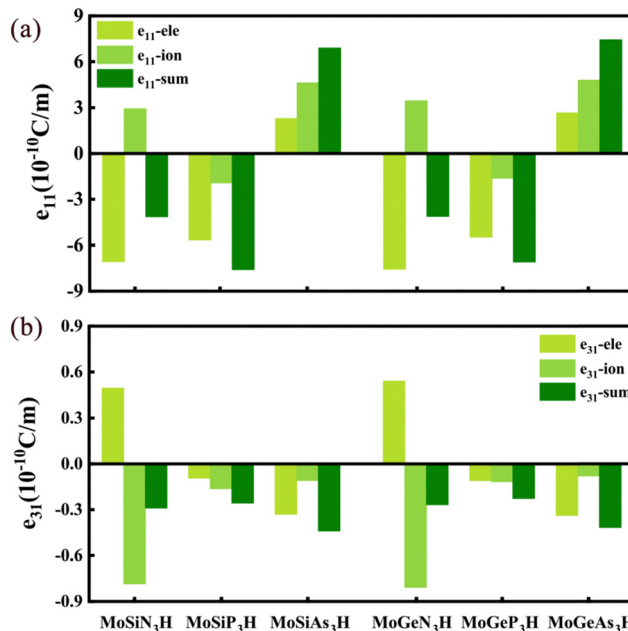 (a)
e₁₁(10⁻¹⁰C/m)
9
6
3
0
-3
-6
-9
e₁₁-ele
e₁₁-ion
e₁₁-sum
(b)
e₃₁(10⁻¹⁰C/m)
0.9
0.6
0.3
0.0
-0.3
-0.6
-0.9
e₃₁-ele
e₃₁-ion
e₃₁-sum
MoSiN₃H MoSiP₃H MoSiAs₃H MoGeN₃H MoGeP₃H MoGeAs₃H